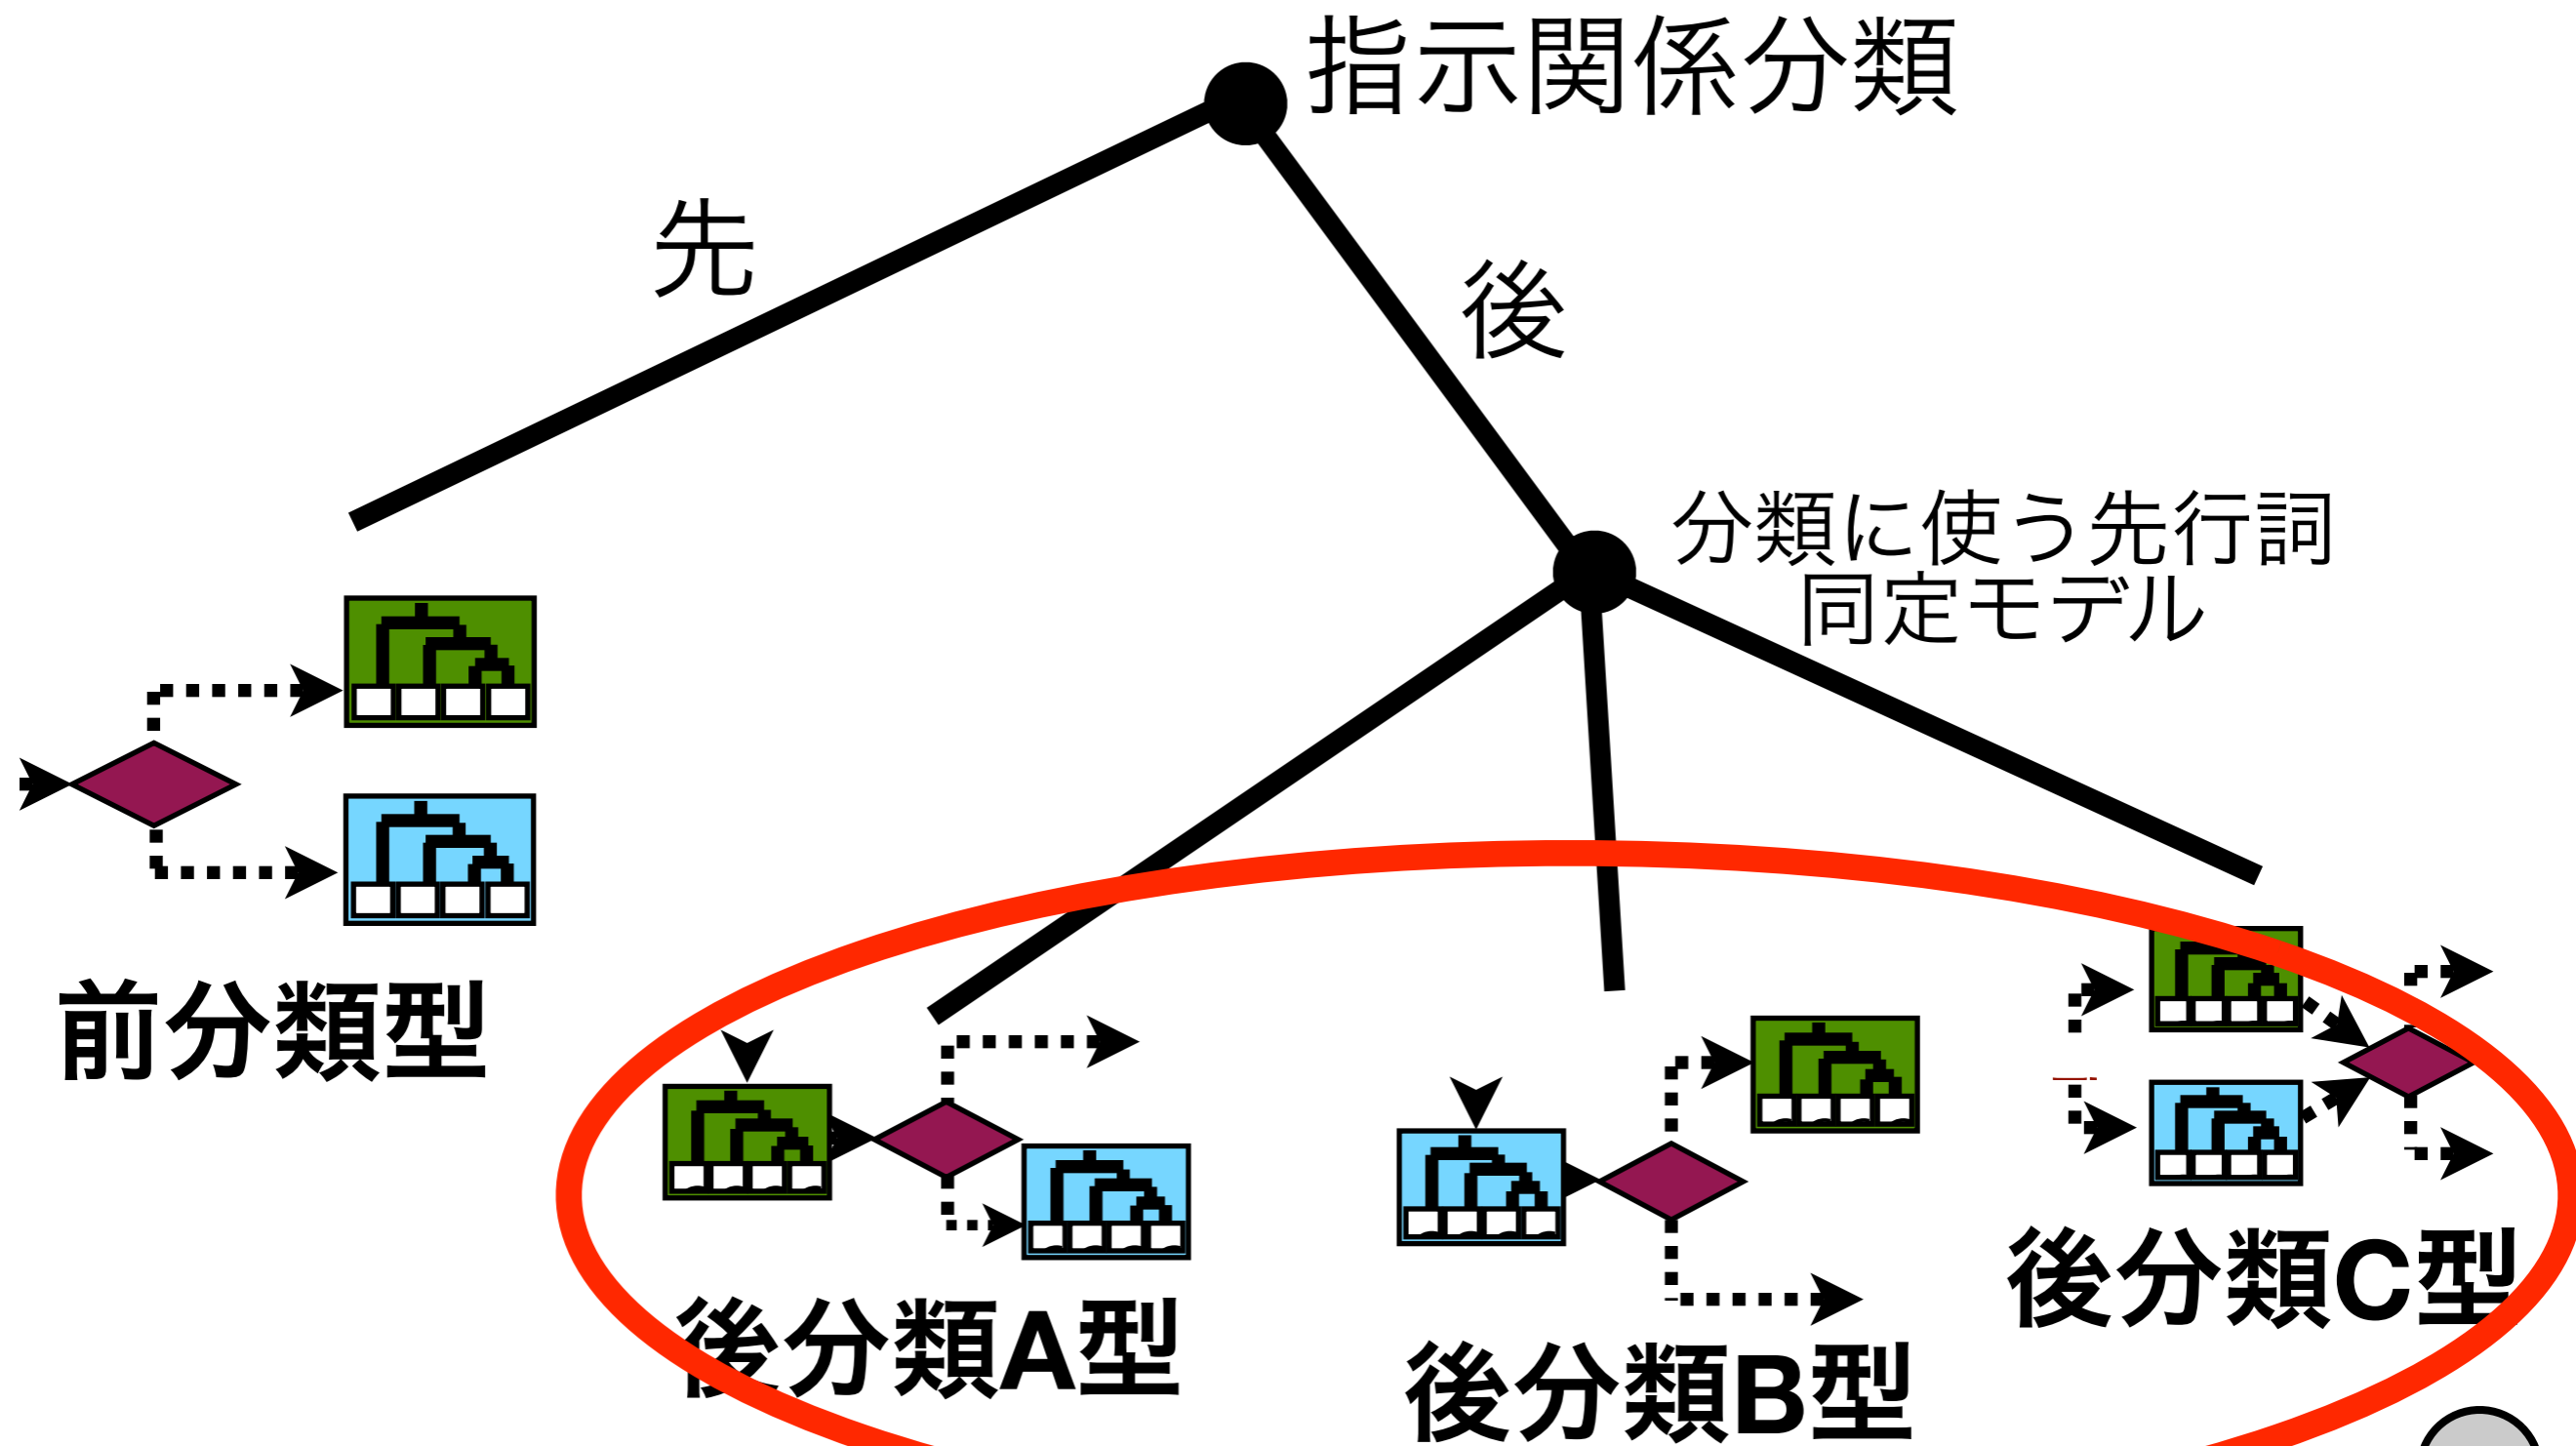 指示関係分類
先
後
分類に使う先行詞
同定モデル
前分類型
後分類A型
後分類B型
後分類C型